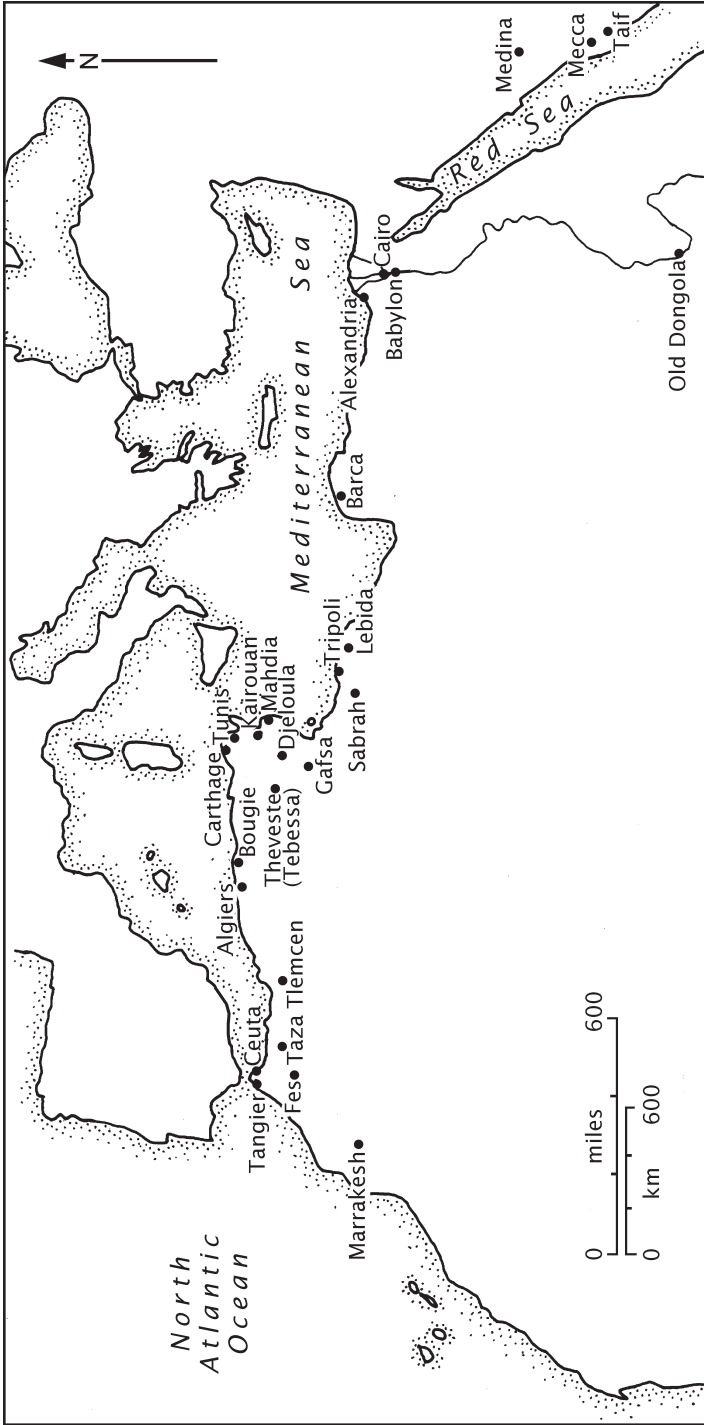 N
North
Atlantic
Ocean
Mediterranean Sea
Red Sea
Tangier
Ceuta
Fes
Taza
Tlemcen
Marrakesh
Algiers
Bougie
Carthage
Tunis
Kairouan
Mahdia
Djeloula
Theveste
(Tebessa)
Gafsa
Sabrah
Tripoli
Lebida
Barca
Alexandria
Cairo
Babylon
Old Dongola
Medina
Mecca
Taif
0 miles 600
0 km 600